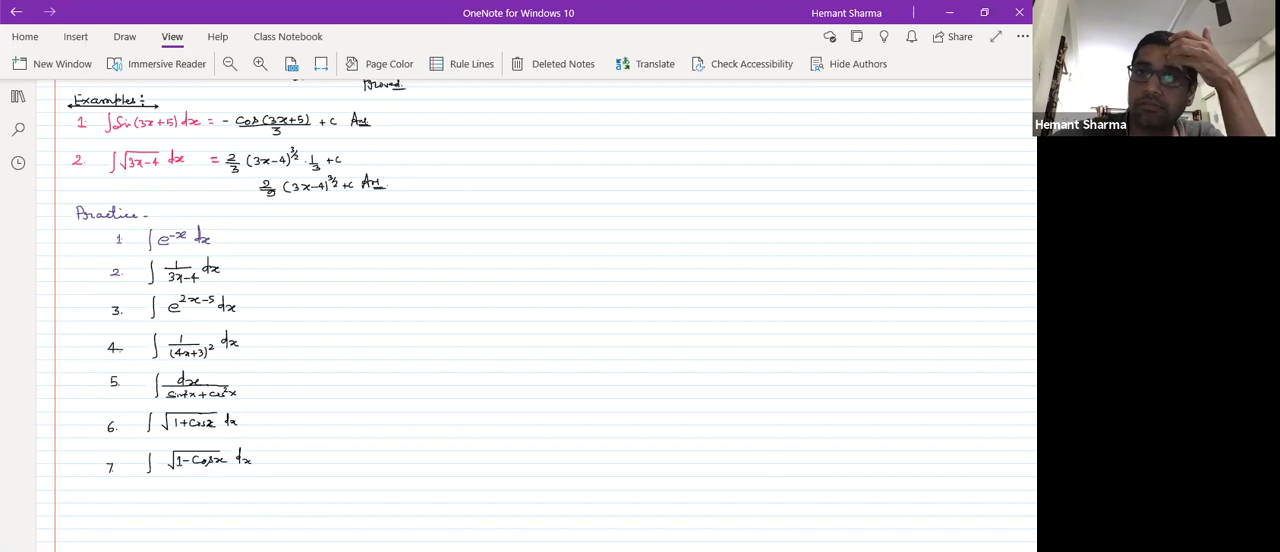 OneNote for Windows 10
Hemant Sharma
Home Insert Draw View Help Class Notebook
Share
New Window Immersive Reader Page Color Rule Lines Deleted Notes Translate Check Accessibility Hide Authors
Proved.
Examples :
1. ∫ Sin (3x+5) dx = - cos(3x+5)/3 + c Ans
2. ∫ √(3x-4) dx = 2/3 (3x-4)^3/2 · 1/3 + c
2/9 (3x-4)^3/2 + c Ans.
Practice -
1. ∫ e^-x dx
2. ∫ 1/(3x-4) dx
3. ∫ e^(2x-5) dx
4. ∫ 1/(4x+3)² dx
5. ∫ dx/(sin²x + cos²x)
6. ∫ √(1+cosx) dx
7. ∫ √(1-cosx) dx
Hemant Sharma